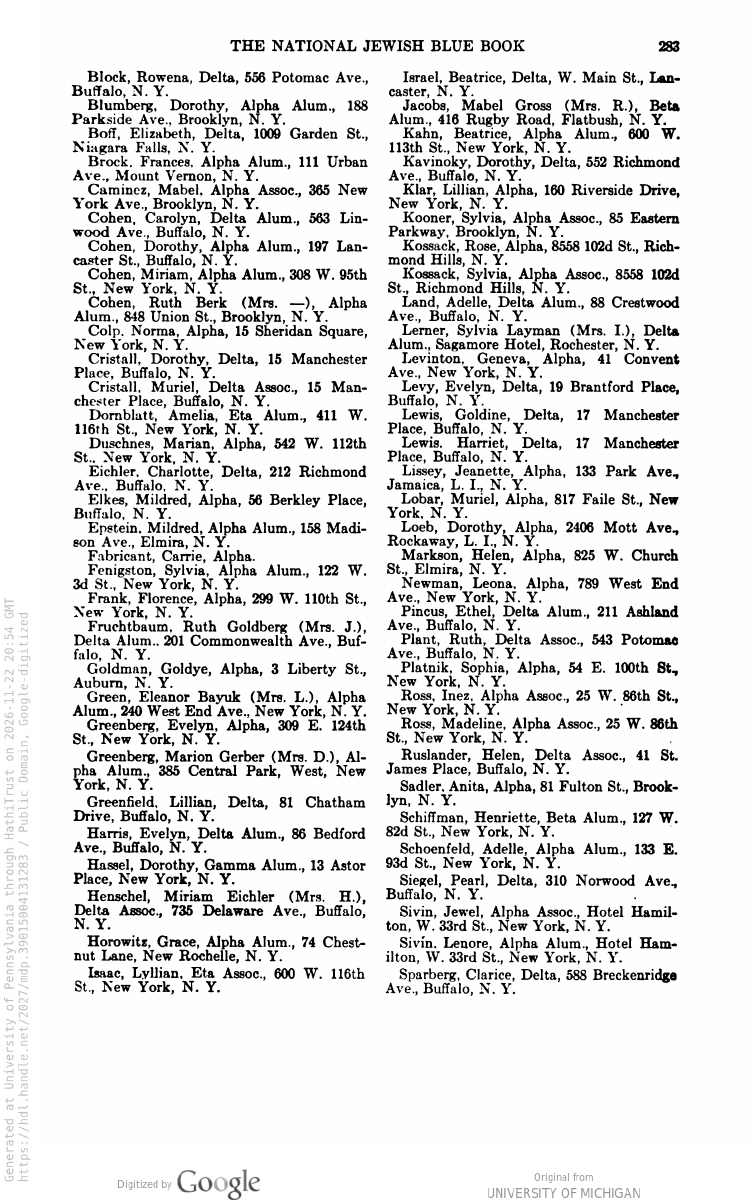 THE NATIONAL JEWISH BLUE BOOK 283
Block, Rowena, Delta, 556 Potomac Ave.,
Buffalo, N. Y.
Blumberg, Dorothy, Alpha Alum., 188
Parkside Ave., Brooklyn, N. Y.
Boff, Elizabeth, Delta, 1009 Garden St.,
Niagara Falls, N. Y.
Brock. Frances, Alpha Alum., 111 Urban
Ave., Mount Vernon, N. Y.
Caminez, Mabel, Alpha Assoc., 365 New
York Ave., Brooklyn, N. Y.
Cohen, Carolyn, Delta Alum., 563 Lin-
wood Ave., Buffalo, N. Y.
Cohen, Dorothy, Alpha Alum., 197 Lan-
caster St., Buffalo, N. Y.
Cohen, Miriam, Alpha Alum., 308 W. 95th
St., New York, N. Y.
Cohen, Ruth Berk (Mrs. —), Alpha
Alum., 848 Union St., Brooklyn, N. Y.
Colp. Norma, Alpha, 15 Sheridan Square,
New York, N. Y.
Cristall, Dorothy, Delta, 15 Manchester
Place, Buffalo, N. Y.
Cristall, Muriel, Delta Assoc., 15 Man-
chester Place, Buffalo, N. Y.
Dornblatt, Amelia, Eta Alum., 411 W.
116th St., New York, N. Y.
Duschnes, Marian, Alpha, 542 W. 112th
St., New York, N. Y.
Eichler, Charlotte, Delta, 212 Richmond
Ave., Buffalo, N. Y.
Elkes, Mildred, Alpha, 56 Berkley Place,
Buffalo, N. Y.
Epstein, Mildred, Alpha Alum., 158 Madi-
son Ave., Elmira, N. Y.
Fabricant, Carrie, Alpha.
Fenigston, Sylvia, Alpha Alum., 122 W.
3d St., New York, N. Y.
Frank, Florence, Alpha, 299 W. 110th St.,
New York, N. Y.
Fruchtbaum, Ruth Goldberg (Mrs. J.),
Delta Alum.. 201 Commonwealth Ave., Buf-
falo, N. Y.
Goldman, Goldye, Alpha, 3 Liberty St.,
Auburn, N. Y.
Green, Eleanor Bayuk (Mrs. L.), Alpha
Alum., 240 West End Ave., New York, N. Y.
Greenberg, Evelyn, Alpha, 309 E. 124th
St., New York, N. Y.
Greenberg, Marion Gerber (Mrs. D.), Al-
pha Alum., 385 Central Park, West, New
York, N. Y.
Greenfield, Lillian, Delta, 81 Chatham
Drive, Buffalo, N. Y.
Harris, Evelyn, Delta Alum., 86 Bedford
Ave., Buffalo, N. Y.
Hassel, Dorothy, Gamma Alum., 13 Astor
Place, New York, N. Y.
Henschel, Miriam Eichler (Mrs. H.),
Delta Assoc., 735 Delaware Ave., Buffalo,
N. Y.
Horowitz, Grace, Alpha Alum., 74 Chest-
nut Lane, New Rochelle, N. Y.
Isaac, Lyllian, Eta Assoc., 600 W. 116th
St., New York, N. Y.
Israel, Beatrice, Delta, W. Main St., Lan-
caster, N. Y.
Jacobs, Mabel Gross (Mrs. R.), Beta
Alum., 416 Rugby Road, Flatbush, N. Y.
Kahn, Beatrice, Alpha Alum., 600 W.
113th St., New York, N. Y.
Kavinoky, Dorothy, Delta, 552 Richmond
Ave., Buffalo, N. Y.
Klar, Lillian, Alpha, 160 Riverside Drive,
New York, N. Y.
Kooner, Sylvia, Alpha Assoc., 85 Eastern
Parkway, Brooklyn, N. Y.
Kossack, Rose, Alpha, 8558 102d St., Rich-
mond Hills, N. Y.
Kossack, Sylvia, Alpha Assoc., 8558 102d
St., Richmond Hills, N. Y.
Land, Adelle, Delta Alum., 88 Crestwood
Ave., Buffalo, N. Y.
Lerner, Sylvia Layman (Mrs. I.), Delta
Alum., Sagamore Hotel, Rochester, N. Y.
Levinton, Geneva, Alpha, 41 Convent
Ave., New York, N. Y.
Levy, Evelyn, Delta, 19 Brantford Place,
Buffalo, N. Y.
Lewis, Goldine, Delta, 17 Manchester
Place, Buffalo, N. Y.
Lewis. Harriet, Delta, 17 Manchester
Place, Buffalo, N. Y.
Lissey, Jeanette, Alpha, 133 Park Ave.,
Jamaica, L. I., N. Y.
Lobar, Muriel, Alpha, 817 Faile St., New
York, N. Y.
Loeb, Dorothy, Alpha, 2406 Mott Ave.,
Rockaway, L. I., N. Y.
Markson, Helen, Alpha, 825 W. Church
St., Elmira, N. Y.
Newman, Leona, Alpha, 789 West End
Ave., New York, N. Y.
Pincus, Ethel, Delta Alum., 211 Ashland
Ave., Buffalo, N. Y.
Plant, Ruth, Delta Assoc., 543 Potomac
Ave., Buffalo, N. Y.
Platnik, Sophia, Alpha, 54 E. 100th St.,
New York, N. Y.
Ross, Inez, Alpha Assoc., 25 W. 86th St.,
New York, N. Y.
Ross, Madeline, Alpha Assoc., 25 W. 86th
St., New York, N. Y.
Ruslander, Helen, Delta Assoc., 41 St.
James Place, Buffalo, N. Y.
Sadler, Anita, Alpha, 81 Fulton St., Brook-
lyn, N. Y.
Schiffman, Henriette, Beta Alum., 127 W.
82d St., New York, N. Y.
Schoenfeld, Adelle, Alpha Alum., 133 E.
93d St., New York, N. Y.
Siegel, Pearl, Delta, 310 Norwood Ave.,
Buffalo, N. Y.
Sivin, Jewel, Alpha Assoc., Hotel Hamil-
ton, W. 33rd St., New York, N. Y.
Sivin. Lenore, Alpha Alum., Hotel Ham-
ilton, W. 33rd St., New York, N. Y.
Sparberg, Clarice, Delta, 588 Breckenridge
Ave., Buffalo, N. Y.
Generated at University of Pennsylvania through HathiTrust on 2026-11-22 20:54 GMT
https://hdl.handle.net/2027/mdp.39015004131283 / Public Domain, Google-digitized
Digitized by Google
Original from
UNIVERSITY OF MICHIGAN